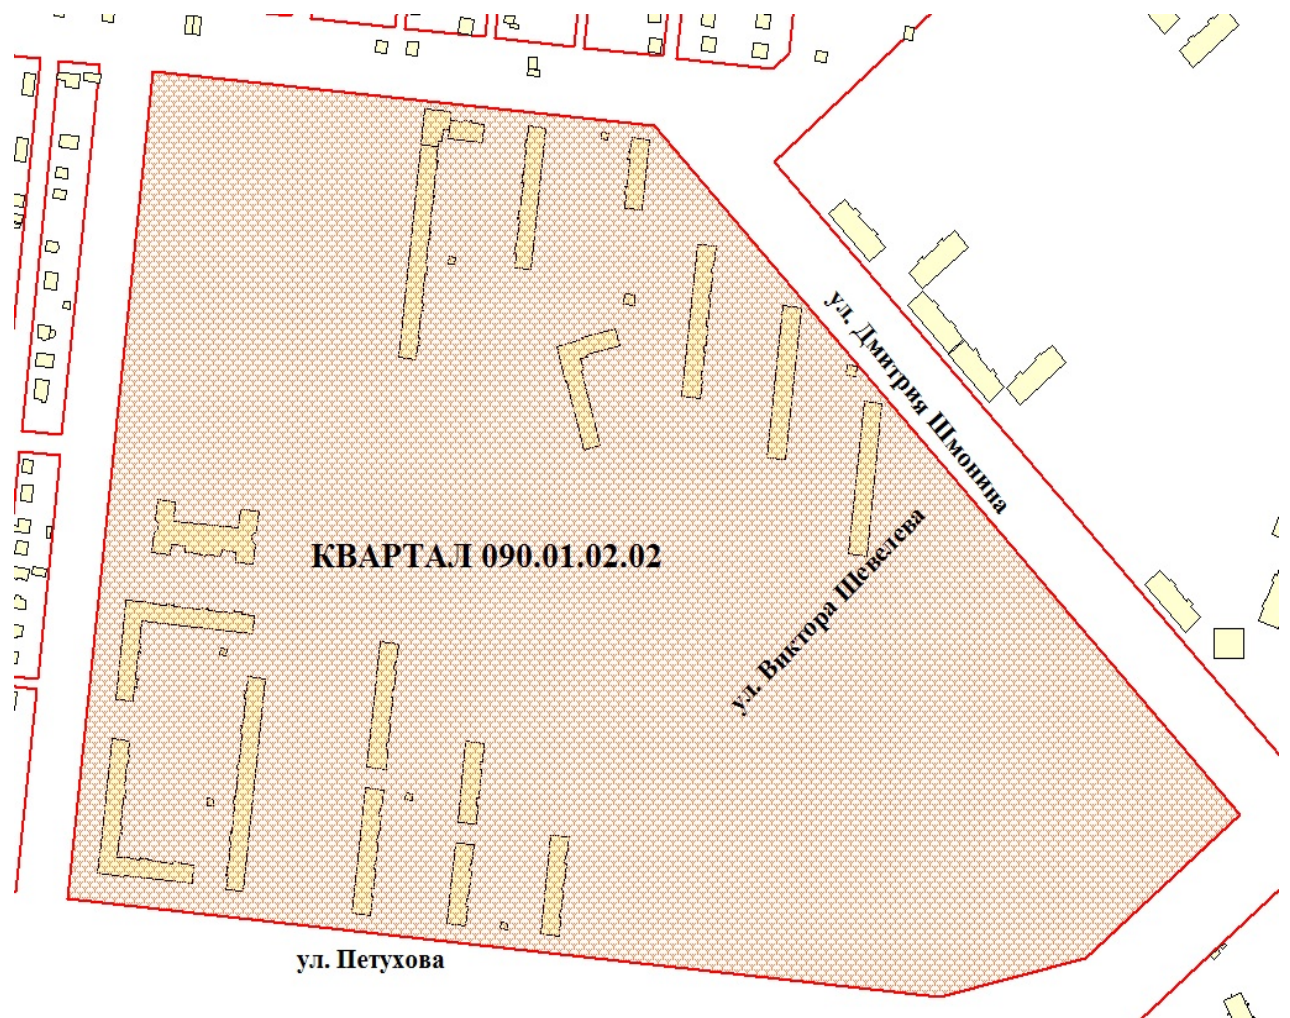 ул. Дмитрия Шмонина
КВАРТАЛ 090.01.02.02
ул. Виктора Шевелева
ул. Петухова